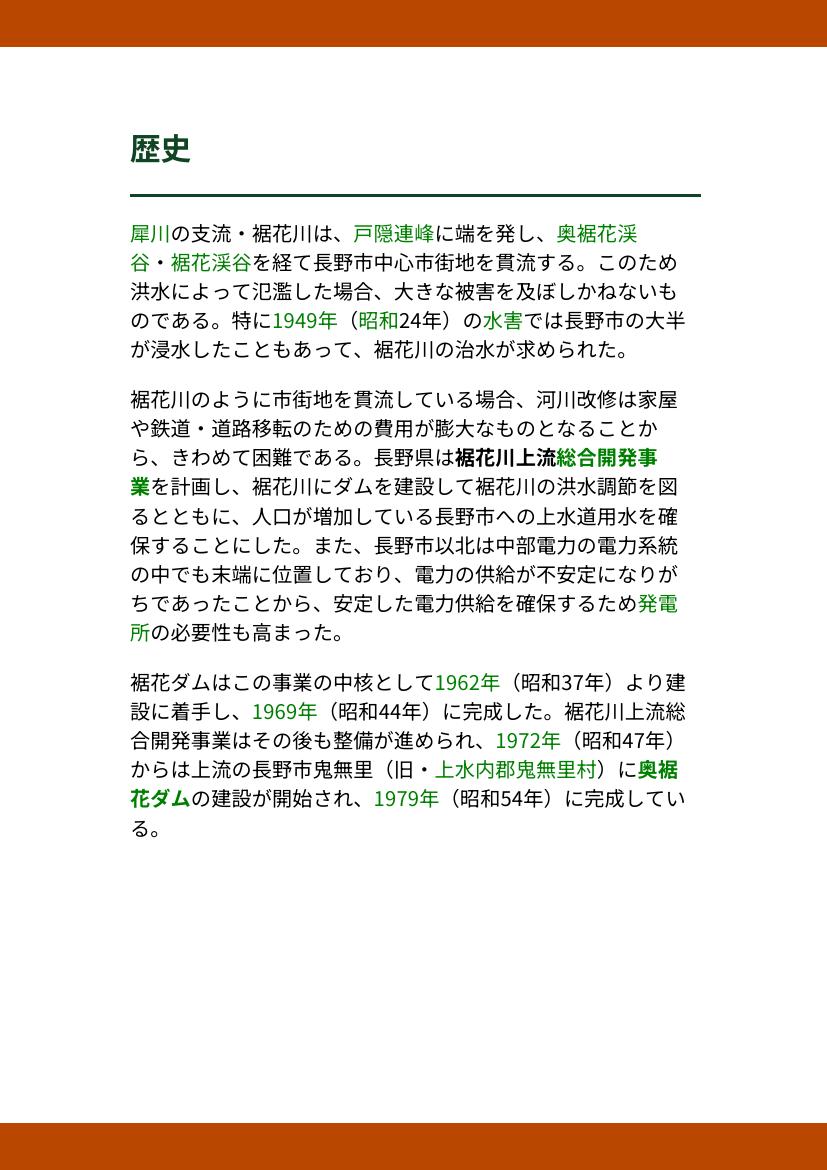 歴史
犀川の支流・裾花川は、戸隠連峰に端を発し、奥裾花渓
谷・裾花渓谷を経て長野市中心市街地を貫流する。このため
洪水によって氾濫した場合、大きな被害を及ぼしかねないも
のである。特に1949年（昭和24年）の水害では長野市の大半
が浸水したこともあって、裾花川の治水が求められた。
裾花川のように市街地を貫流している場合、河川改修は家屋
や鉄道・道路移転のための費用が膨大なものとなることか
ら、きわめて困難である。長野県は裾花川上流総合開発事
業を計画し、裾花川にダムを建設して裾花川の洪水調節を図
るとともに、人口が増加している長野市への上水道用水を確
保することにした。また、長野市以北は中部電力の電力系統
の中でも末端に位置しており、電力の供給が不安定になりが
ちであったことから、安定した電力供給を確保するため発電
所の必要性も高まった。
裾花ダムはこの事業の中核として1962年（昭和37年）より建
設に着手し、1969年（昭和44年）に完成した。裾花川上流総
合開発事業はその後も整備が進められ、1972年（昭和47年）
からは上流の長野市鬼無里（旧・上水内郡鬼無里村）に奥裾
花ダムの建設が開始され、1979年（昭和54年）に完成してい
る。